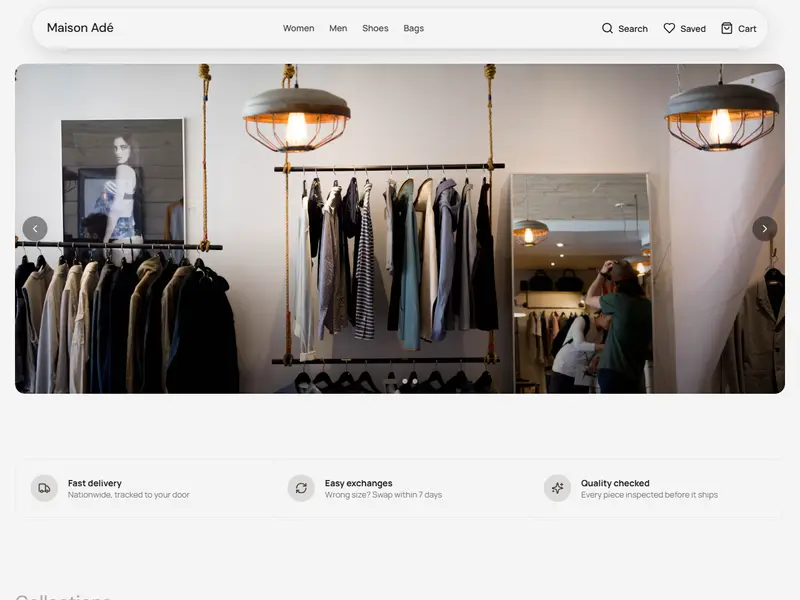 Maison Adé
Women
Men
Shoes
Bags
Search
Saved
Cart
Fast delivery
Nationwide, tracked to your door
Easy exchanges
Wrong size? Swap within 7 days
Quality checked
Every piece inspected before it ships
Collections